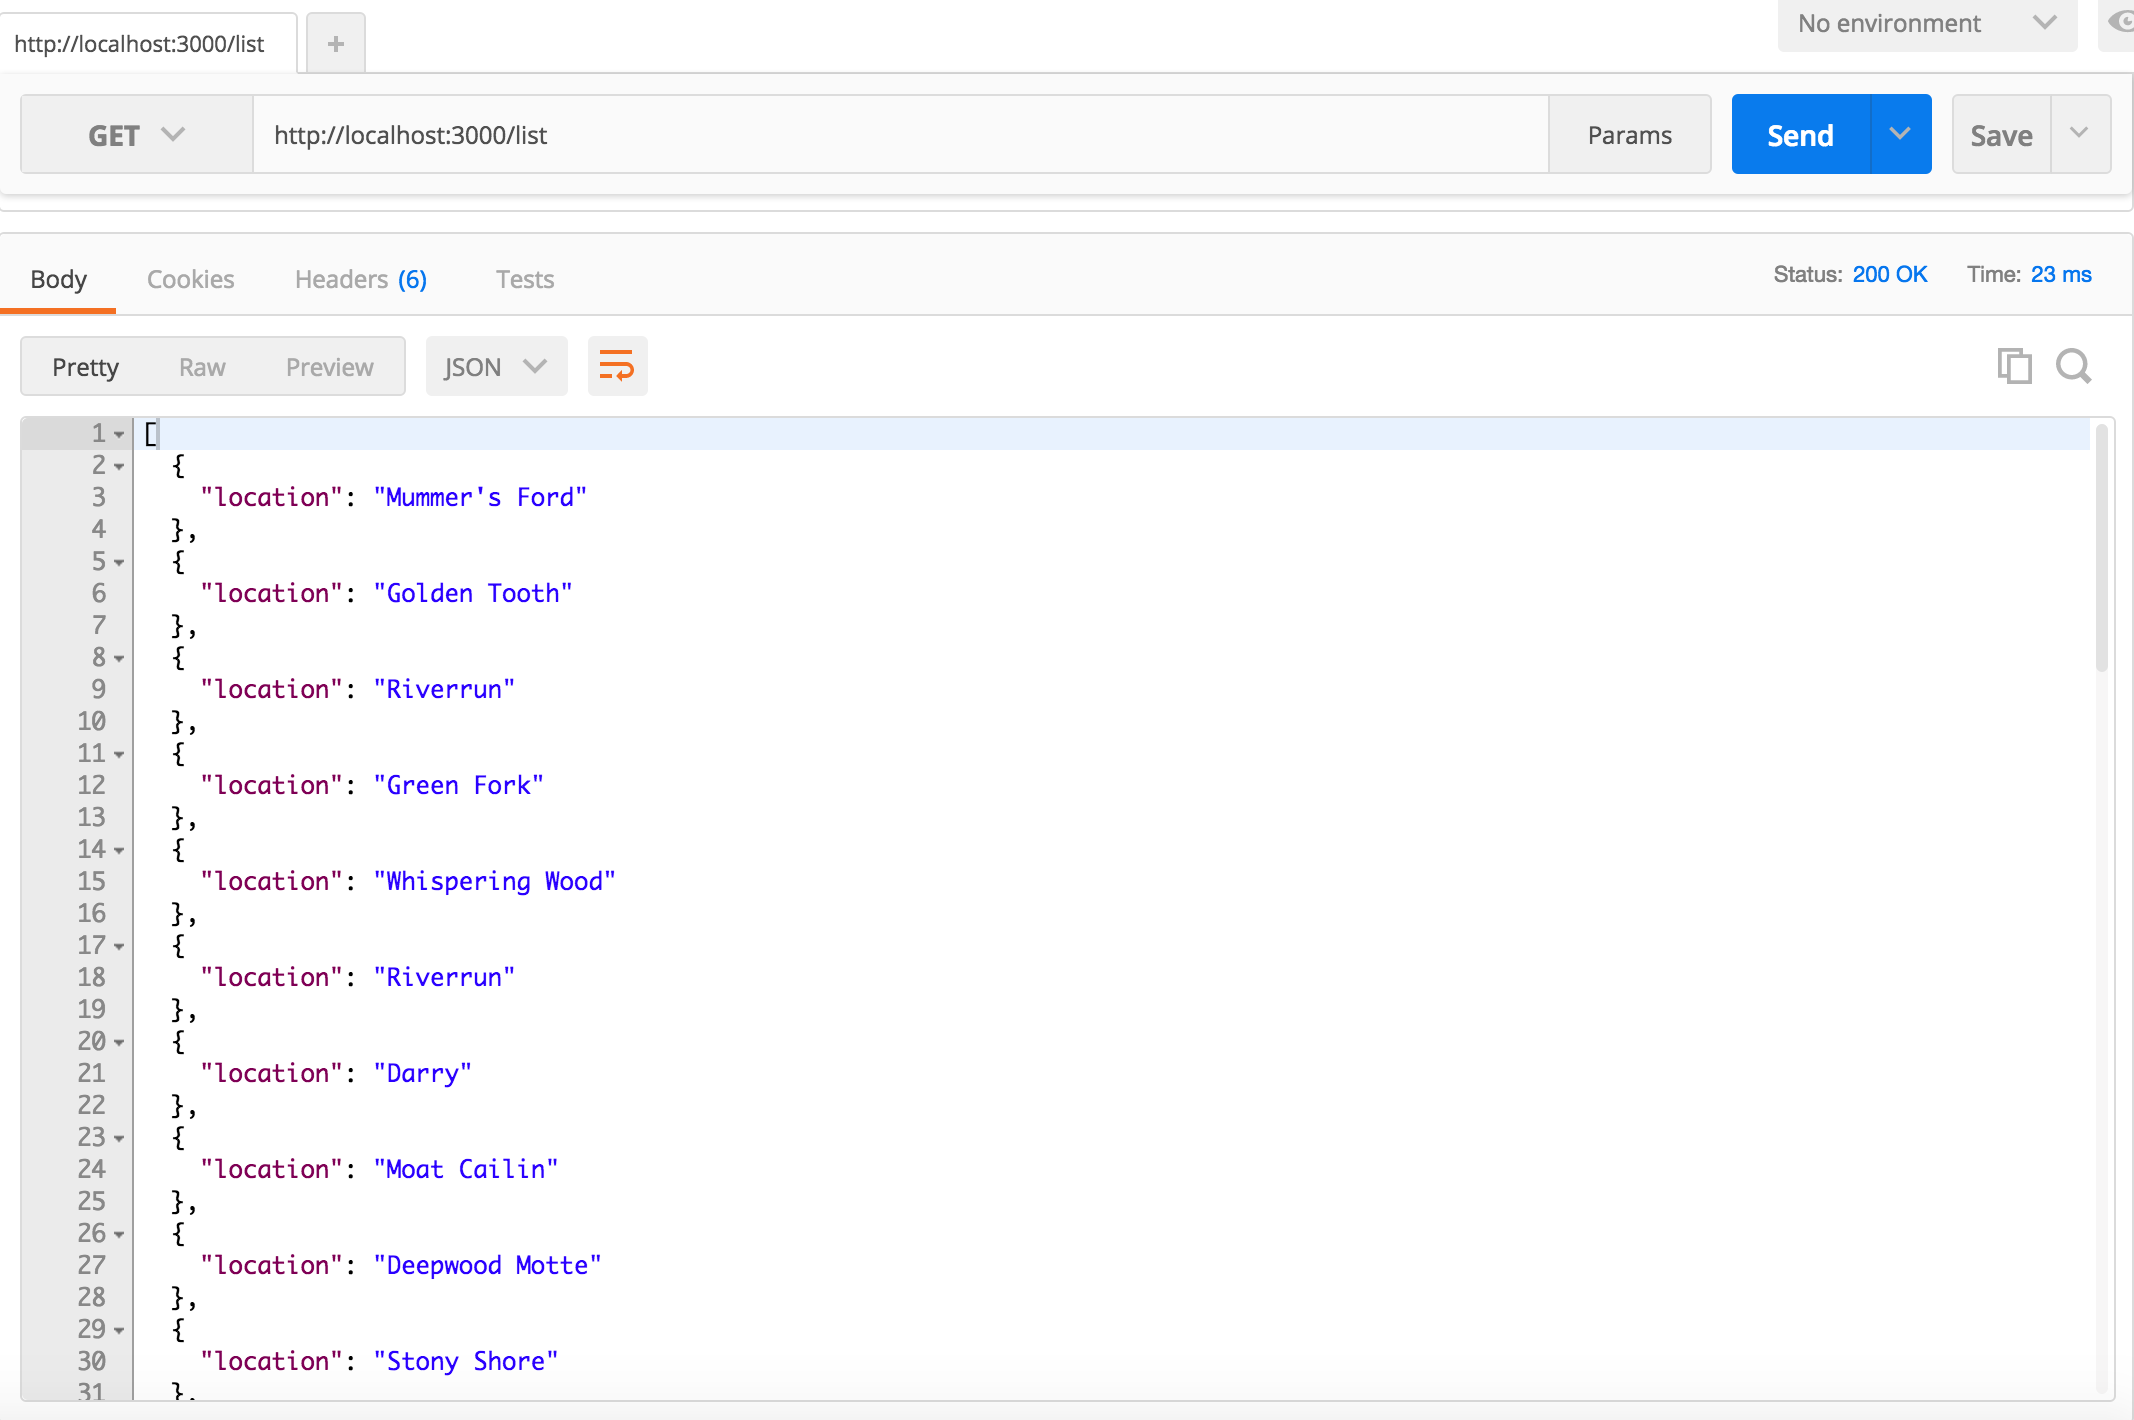 http://localhost:3000/list +
No environment
GET http://localhost:3000/list Params Send Save
Body Cookies Headers (6) Tests Status: 200 OK Time: 23 ms
Pretty Raw Preview JSON
1 [
2 {
3 "location": "Mummer's Ford"
4 },
5 {
6 "location": "Golden Tooth"
7 },
8 {
9 "location": "Riverrun"
10 },
11 {
12 "location": "Green Fork"
13 },
14 {
15 "location": "Whispering Wood"
16 },
17 {
18 "location": "Riverrun"
19 },
20 {
21 "location": "Darry"
22 },
23 {
24 "location": "Moat Cailin"
25 },
26 {
27 "location": "Deepwood Motte"
28 },
29 {
30 "location": "Stony Shore"
31 },